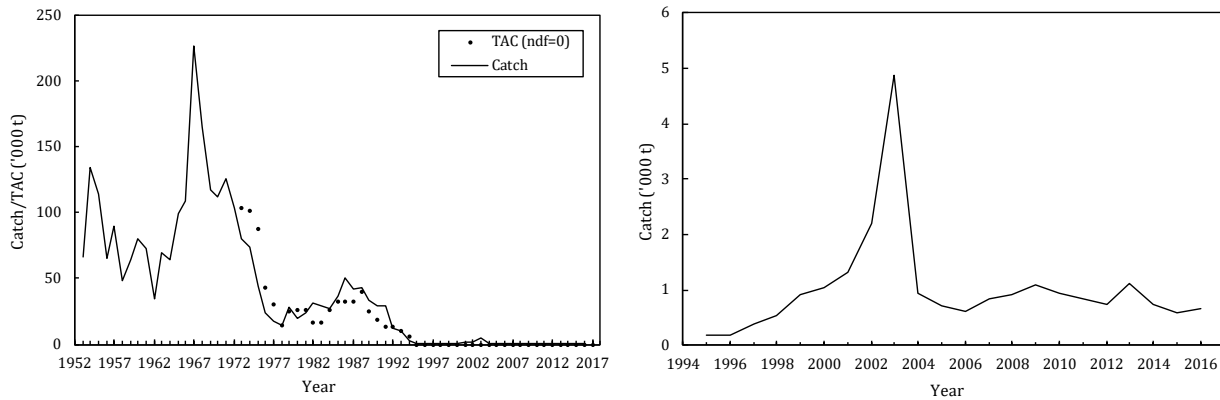 250
200
150
100
50
0
Catch/TAC ('000 t)
TAC (ndf=0)
Catch
1952 1957 1962 1967 1972 1977 1982 1987 1992 1997 2002 2007 2012 2017
Year
6
5
4
3
2
1
0
Catch ('000 t)
1994 1996 1998 2000 2002 2004 2006 2008 2010 2012 2014 2016
Year